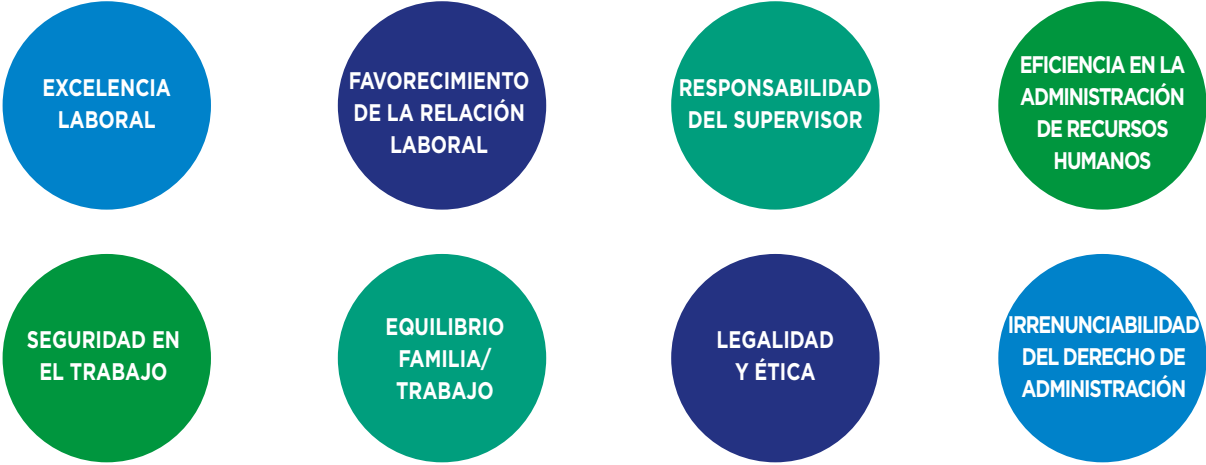 EXCELENCIA
LABORAL
FAVORECIMIENTO
DE LA RELACIÓN
LABORAL
RESPONSABILIDAD
DEL SUPERVISOR
EFICIENCIA EN LA
ADMINISTRACIÓN
DE RECURSOS
HUMANOS
SEGURIDAD EN
EL TRABAJO
EQUILIBRIO
FAMILIA/
TRABAJO
LEGALIDAD
Y ÉTICA
IRRENUNCIABILIDAD
DEL DERECHO DE
ADMINISTRACIÓN